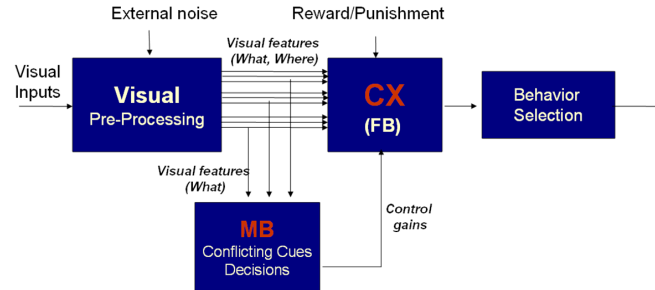 External noise
Reward/Punishment
Visual features
(What, Where)
Visual
Inputs
Visual
Pre-Processing
CX
(FB)
Behavior
Selection
Visual features
(What)
MB
Conflicting Cues
Decisions
Control
gains